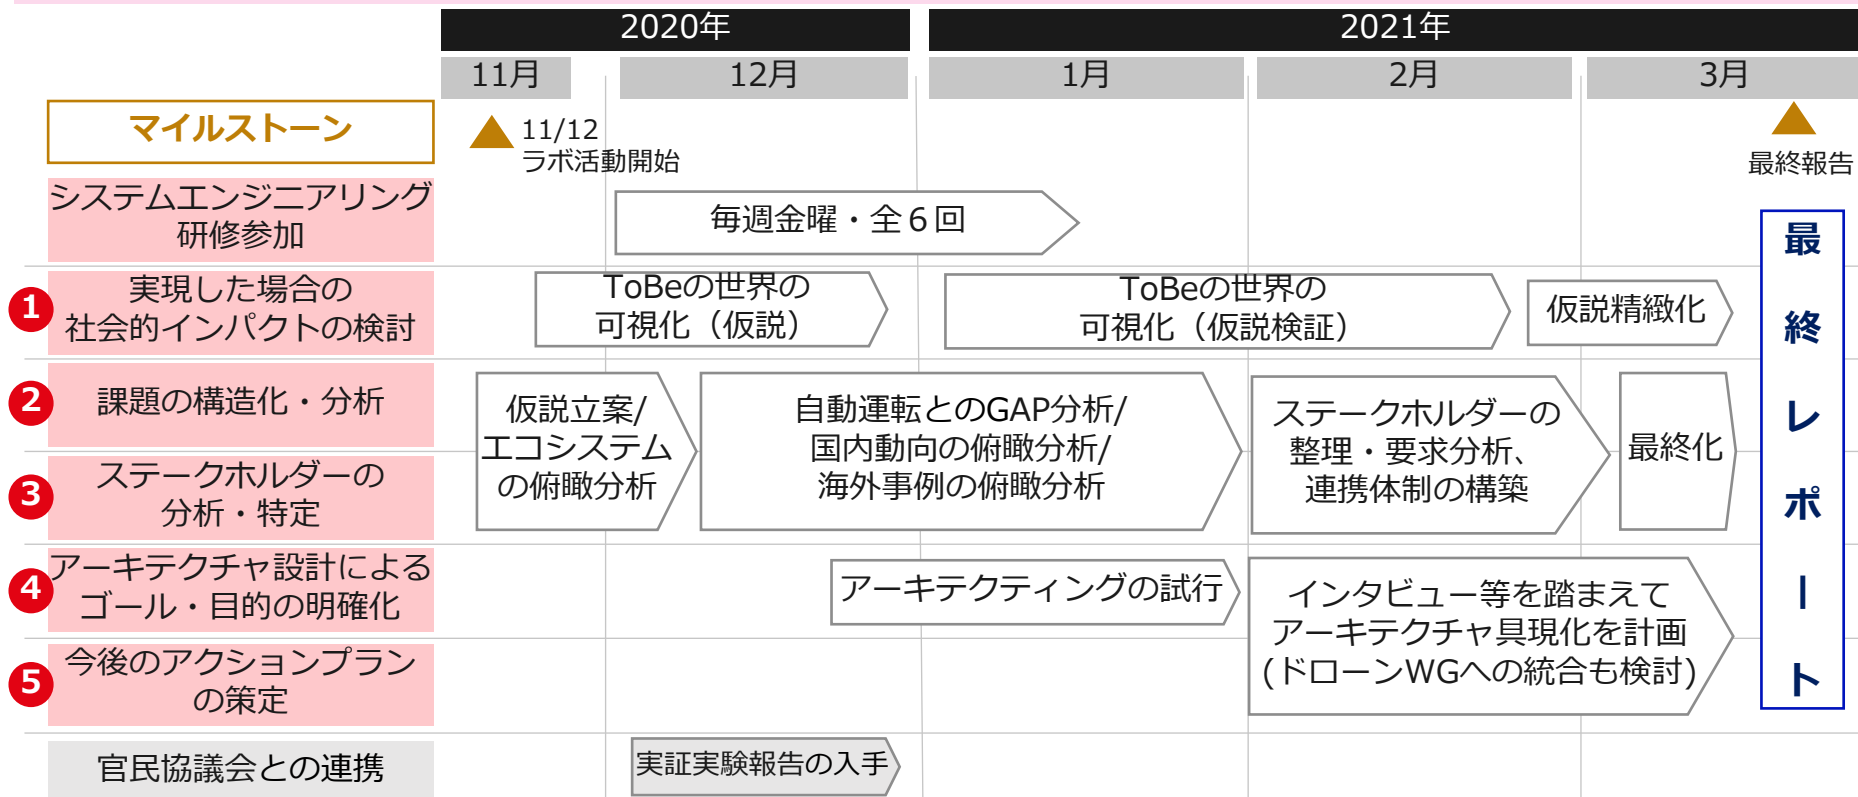 2020年
2021年
11月
12月
1月
2月
3月
マイルストーン
11/12
ラボ活動開始
最終報告
システムエンジニアリング
研修参加
毎週金曜・全６回
1
実現した場合の
社会的インパクトの検討
ToBeの世界の
可視化（仮説）
ToBeの世界の
可視化（仮説検証）
仮説精緻化
2
課題の構造化・分析
3
ステークホルダーの
分析・特定
仮説立案/
エコシステム
の俯瞰分析
自動運転とのGAP分析/
国内動向の俯瞰分析/
海外事例の俯瞰分析
ステークホルダーの
整理・要求分析、
連携体制の構築
最終化
4
アーキテクチャ設計による
ゴール・目的の明確化
アーキテクティングの試行
5
今後のアクションプラン
の策定
インタビュー等を踏まえて
アーキテクチャ具現化を計画
(ドローンWGへの統合も検討)
官民協議会との連携
実証実験報告の入手
最終レポート